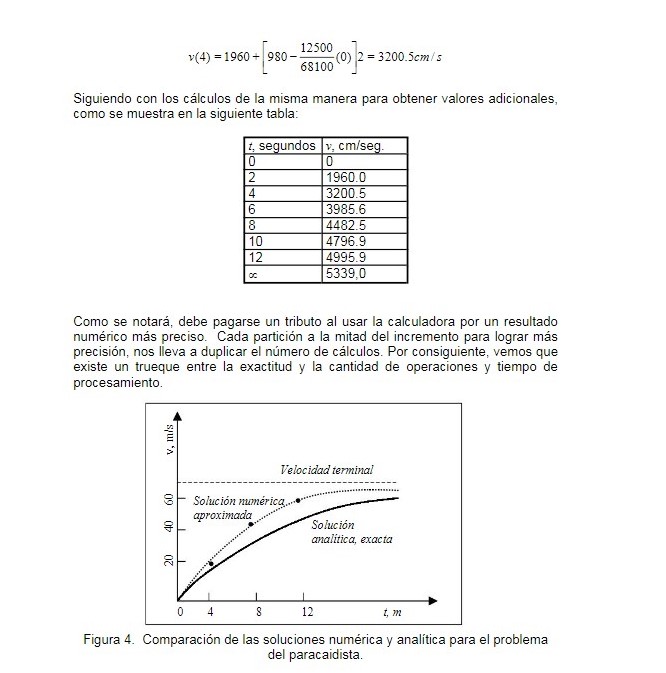 v(4) = 1960 + [980 − 12500/68100 (0)] 2 = 3200.5cm/s
Siguiendo con los cálculos de la misma manera para obtener valores adicionales,
como se muestra en la siguiente tabla:
t, segundos v, cm/seg.
0 0
2 1960.0
4 3200.5
6 3985.6
8 4482.5
10 4796.9
12 4995.9
∝ 5339,0
Como se notará, debe pagarse un tributo al usar la calculadora por un resultado
numérico más preciso. Cada partición a la mitad del incremento para lograr más
precisión, nos lleva a duplicar el número de cálculos. Por consiguiente, vemos que
existe un trueque entre la exactitud y la cantidad de operaciones y tiempo de
procesamiento.
v, m/s
Velocidad terminal
60
Solución numérica,
aproximada
40
Solución
analítica, exacta
20
0 4 8 12 t, m
Figura 4. Comparación de las soluciones numérica y analítica para el problema
del paracaidista.